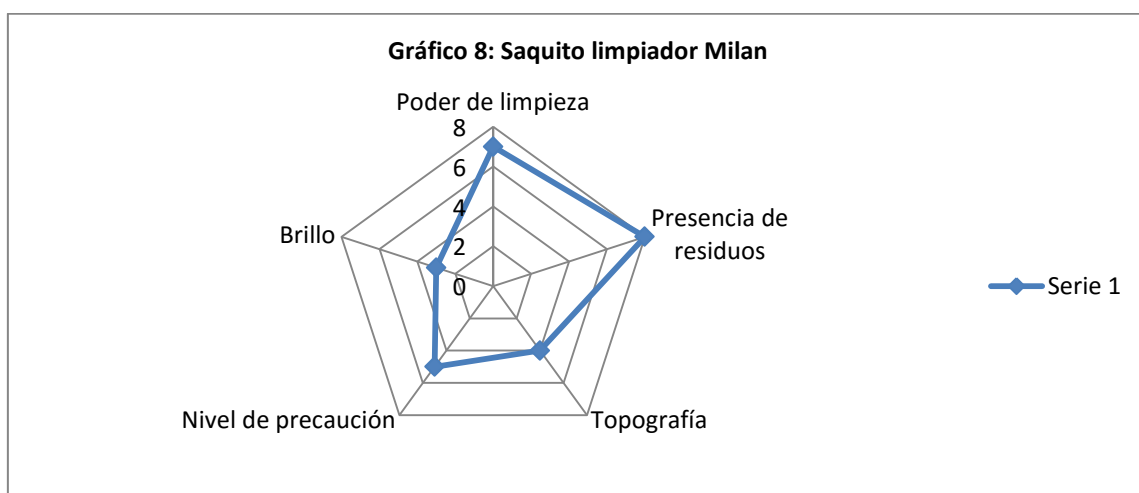 Gráfico 8: Saquito limpiador Milan
Poder de limpieza
8
6
4
2
0
Presencia de
residuos
Brillo
Serie 1
Nivel de precaución
Topografía